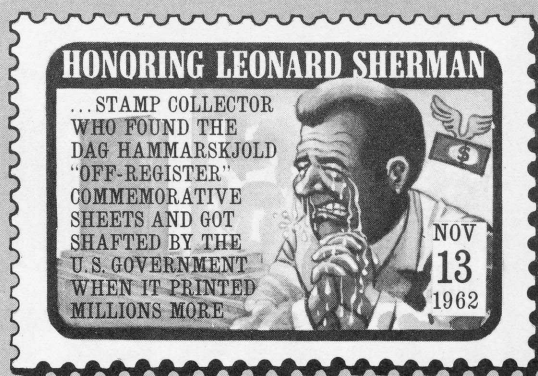 HONORING LEONARD SHERMAN
...STAMP COLLECTOR
WHO FOUND THE
DAG HAMMARSKJOLD
"OFF-REGISTER"
COMMEMORATIVE
SHEETS AND GOT
SHAFTED BY THE
U.S. GOVERNMENT
WHEN IT PRINTED
MILLIONS MORE
$
NOV
13
1962